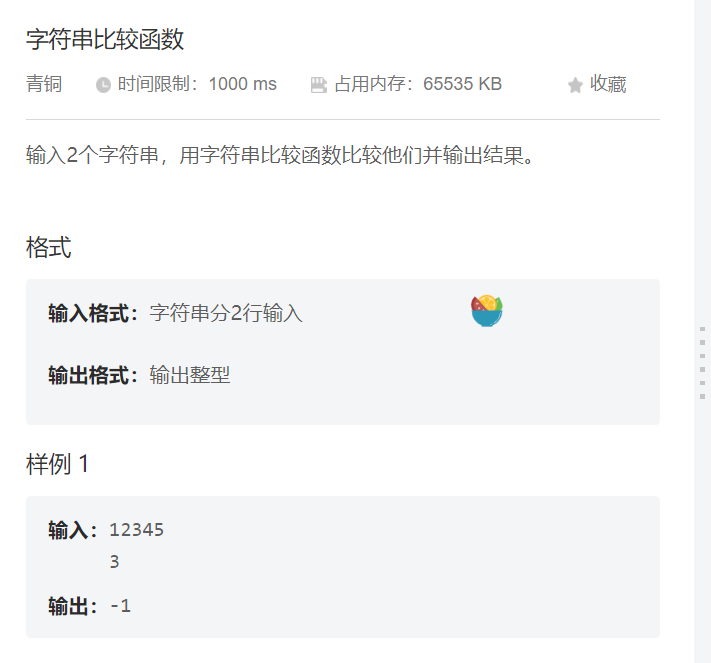 字符串比较函数
青铜 时间限制：1000 ms 占用内存：65535 KB 收藏
输入2个字符串，用字符串比较函数比较他们并输出结果。
格式
输入格式：字符串分2行输入
输出格式：输出整型
样例 1
输入：12345
3
输出：-1